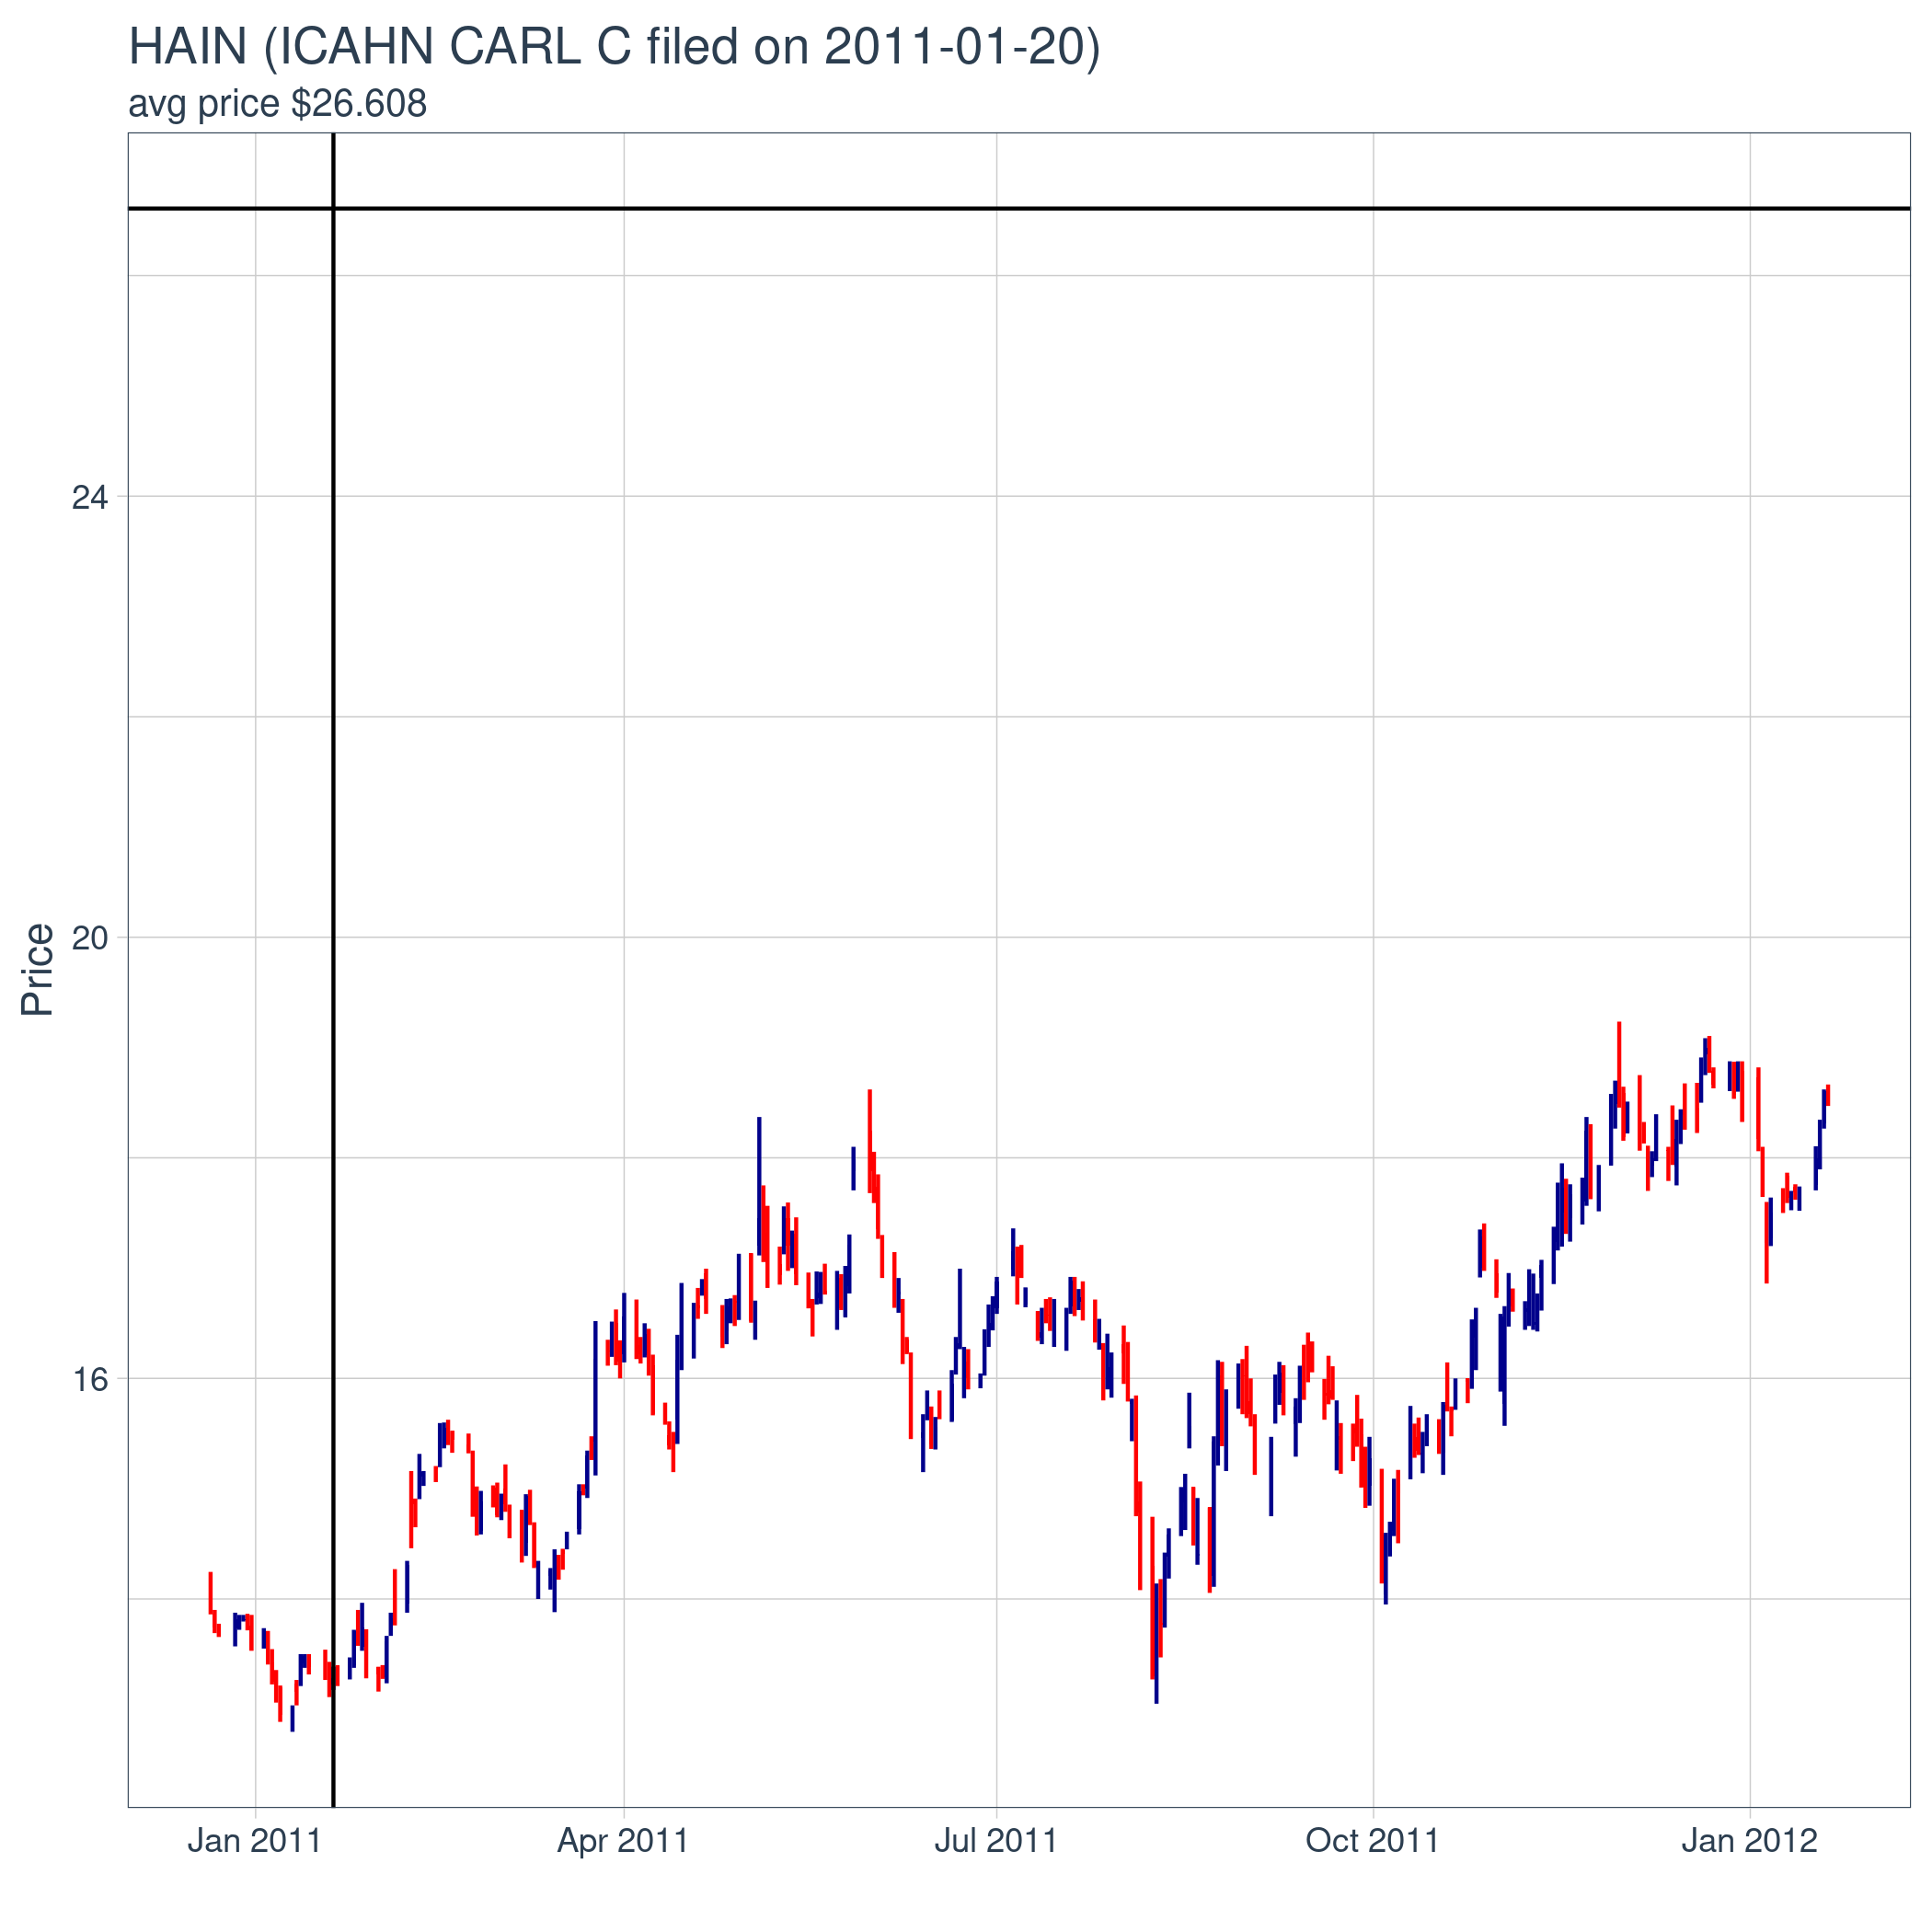 HAIN (ICAHN CARL C filed on 2011-01-20)
avg price $26.608
24
20
16
Price
Jan 2011
Apr 2011
Jul 2011
Oct 2011
Jan 2012